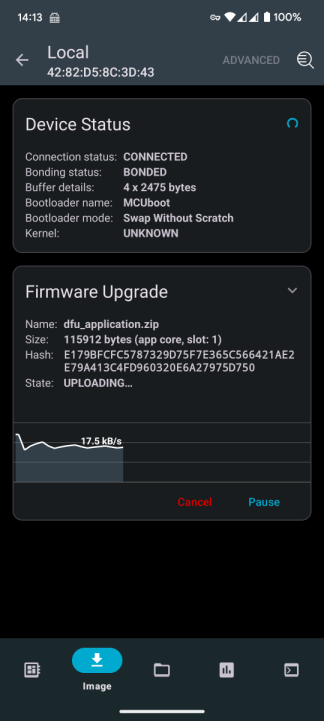 14:13 100%
Local
42:82:D5:8C:3D:43
ADVANCED
Device Status
Connection status: CONNECTED
Bonding status: BONDED
Buffer details: 4 x 2475 bytes
Bootloader name: MCUboot
Bootloader mode: Swap Without Scratch
Kernel: UNKNOWN
Firmware Upgrade
Name: dfu_application.zip
Size: 115912 bytes (app core, slot: 1)
Hash: E179BFCFC5787329D75F7E365C566421AE2
E79A413C4FD960320E6A27975D750
State: UPLOADING...
17.5 kB/s
Cancel Pause
Image